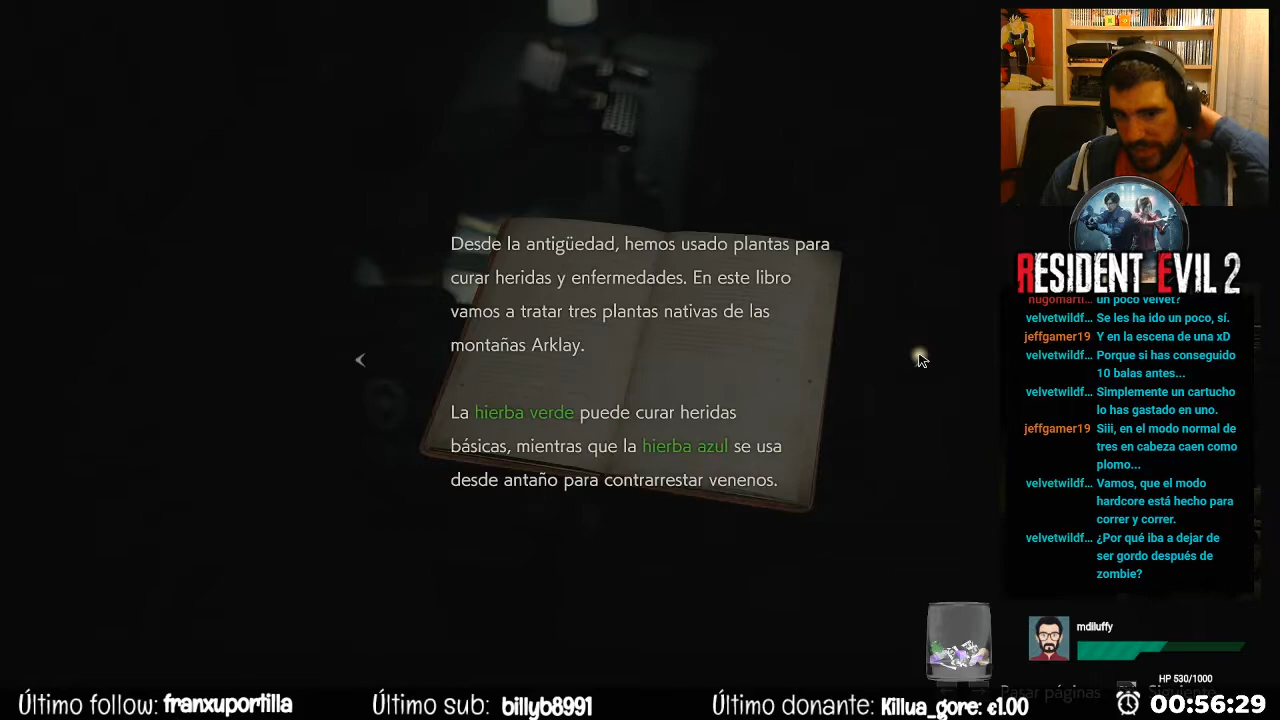 Desde la antigüedad, hemos usado plantas para
curar heridas y enfermedades. En este libro
vamos a tratar tres plantas nativas de las
montañas Arklay.
La hierba verde puede curar heridas
básicas, mientras que la hierba azul se usa
desde antaño para contrarrestar venenos.
RESIDENT EVIL 2
hugomarti... un poco velvet?
velvetwildf... Se les ha ido un poco, sí.
jeffgamer19 Y en la escena de una xD
velvetwildf... Porque si has conseguido
10 balas antes...
velvetwildf... Simplemente un cartucho
lo has gastado en uno.
jeffgamer19 Siii, en el modo normal de
tres en cabeza caen como
plomo...
velvetwildf... Vamos, que el modo
hardcore está hecho para
correr y correr.
velvetwildf... ¿Por qué iba a dejar de
ser gordo después de
zombie?
mdiluffy
HP 530/1000
Pasar páginas Siguiente
Último follow: franxuportilla
Último sub: billyb8991
Último donante: Killua_gore: €1.00
00:56:29